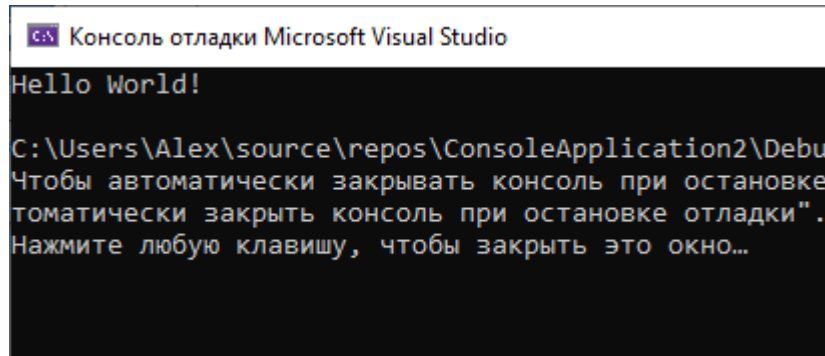 Консоль отладки Microsoft Visual Studio
Hello World!
C:\Users\Alex\source\repos\ConsoleApplication2\Debu
Чтобы автоматически закрывать консоль при остановке
томатически закрыть консоль при остановке отладки".
Нажмите любую клавишу, чтобы закрыть это окно…